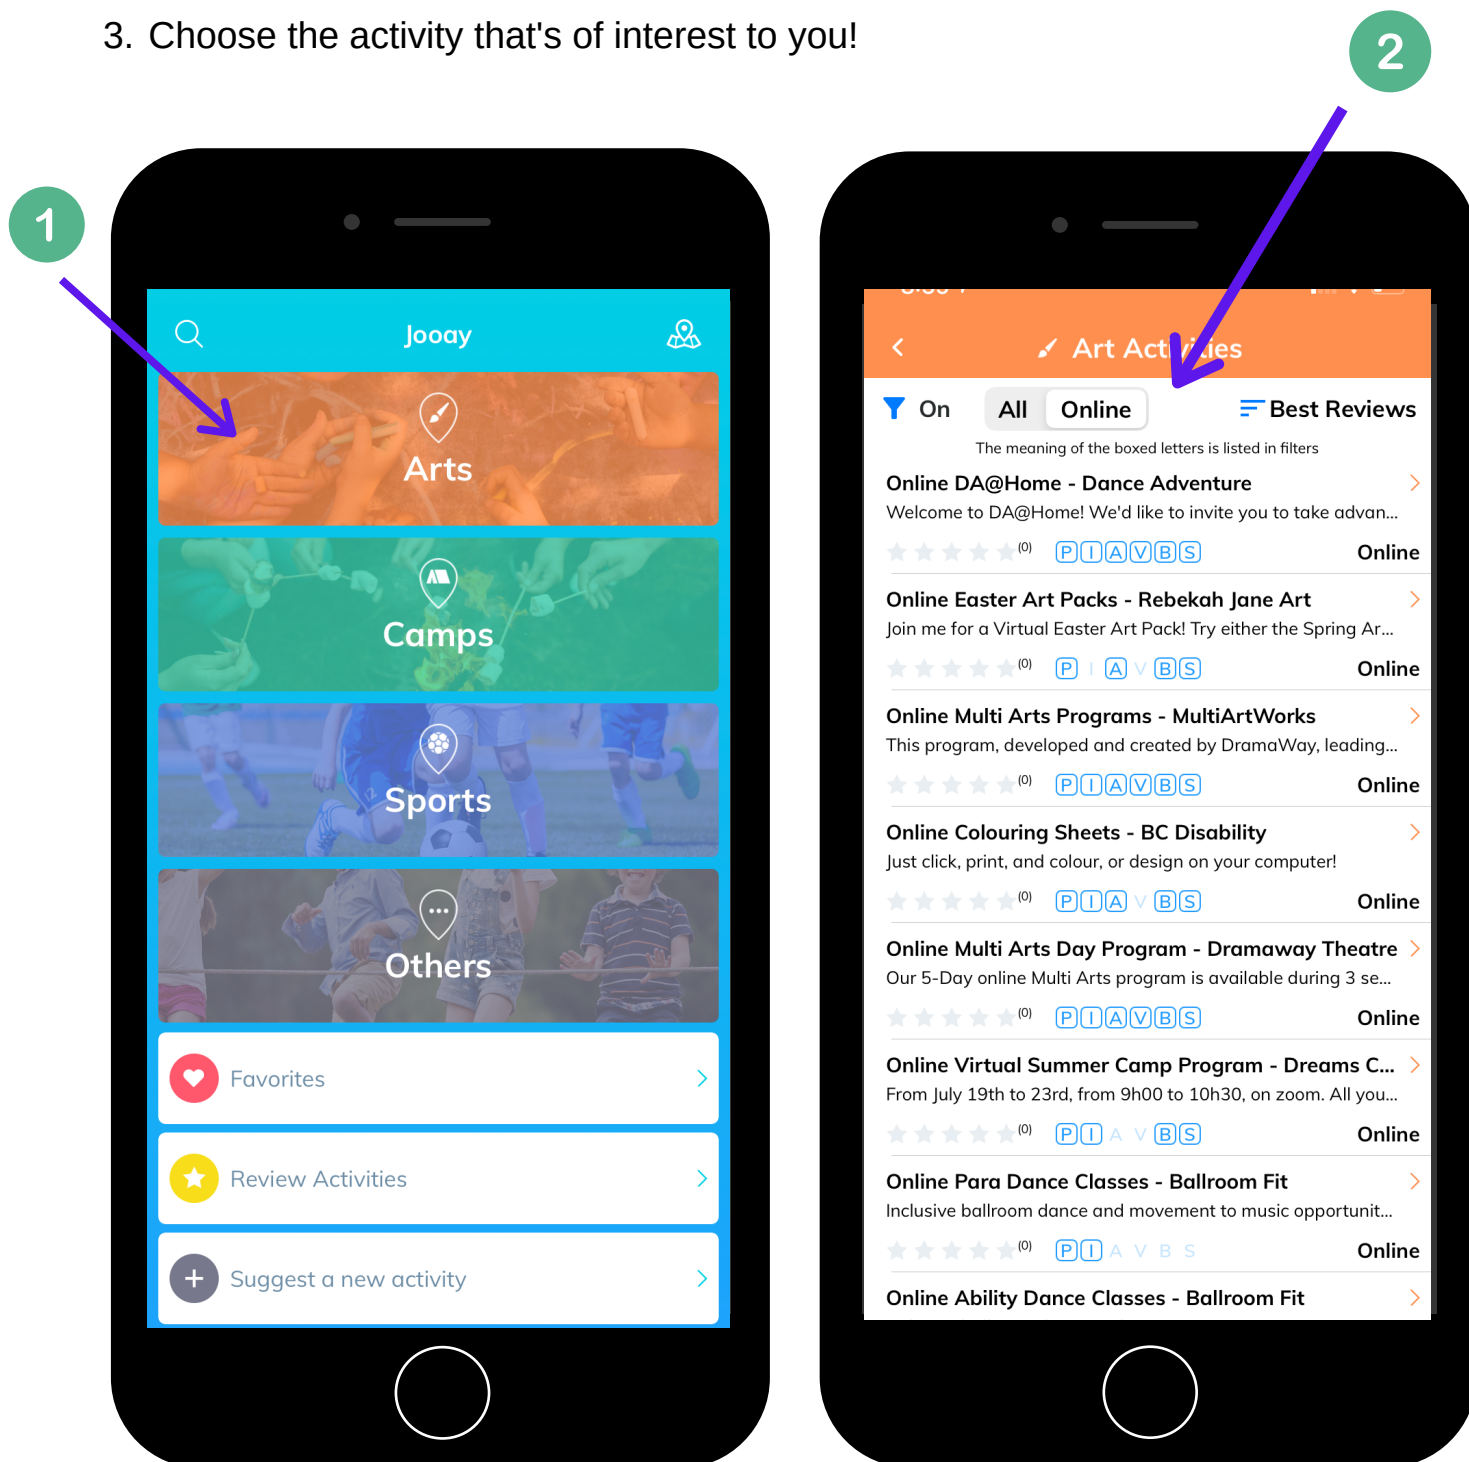 3. Choose the activity that's of interest to you!
2
1
Jooay
Arts
Camps
Sports
Others
Favorites
Review Activities
Suggest a new activity
Art Activities
On All Online Best Reviews
The meaning of the boxed letters is listed in filters
Online DA@Home - Dance Adventure
Welcome to DA@Home! We'd like to invite you to take advan...
(0) P I A V B S Online
Online Easter Art Packs - Rebekah Jane Art
Join me for a Virtual Easter Art Pack! Try either the Spring Ar...
(0) P I A V B S Online
Online Multi Arts Programs - MultiArtWorks
This program, developed and created by DramaWay, leading...
(0) P I A V B S Online
Online Colouring Sheets - BC Disability
Just click, print, and colour, or design on your computer!
(0) P I A V B S Online
Online Multi Arts Day Program - Dramaway Theatre
Our 5-Day online Multi Arts program is available during 3 se...
(0) P I A V B S Online
Online Virtual Summer Camp Program - Dreams C...
From July 19th to 23rd, from 9h00 to 10h30, on zoom. All you...
(0) P I A V B S Online
Online Para Dance Classes - Ballroom Fit
Inclusive ballroom dance and movement to music opportunit...
(0) P I A V B S Online
Online Ability Dance Classes - Ballroom Fit